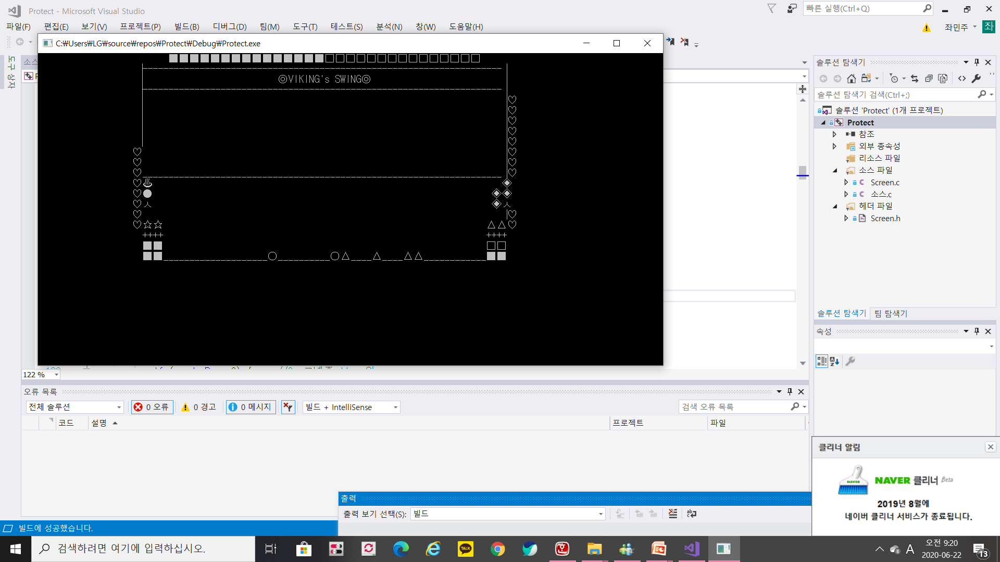 Protect - Microsoft Visual Studio
빠른 실행(Ctrl+Q)
파일(F) 편집(E) 보기(V) 프로젝트(P) 빌드(B) 디버그(D) 팀(M) 도구(T) 테스트(S) 분석(N) 창(W) 도움말(H)
좌민주 좌
C:₩Users₩LG₩source₩repos₩Protect₩Debug₩Protect.exe
도구 상자
◎VIKING's SWING◎
++++ ++++
솔루션 탐색기
솔루션 탐색기 검색(Ctrl+;)
솔루션 'Protect' (1개 프로젝트)
Protect
참조
외부 종속성
리소스 파일
소스 파일
Screen.c
소스.c
헤더 파일
Screen.h
솔루션 탐색기 팀 탐색기
속성
122 %
오류 목록
전체 솔루션 0 오류 0 경고 0 메시지 빌드 + IntelliSense 검색 오류 목록
코드 설명 프로젝트 파일
출력
출력 보기 선택(S): 빌드
빌드에 성공했습니다.
클리너 알림
NAVER
NAVER 클리너 Beta
2019년 8월에
네이버 클리너 서비스가 종료됩니다.
검색하려면 여기에 입력하십시오.
TALK
A
오전 9:20
2020-06-22
13